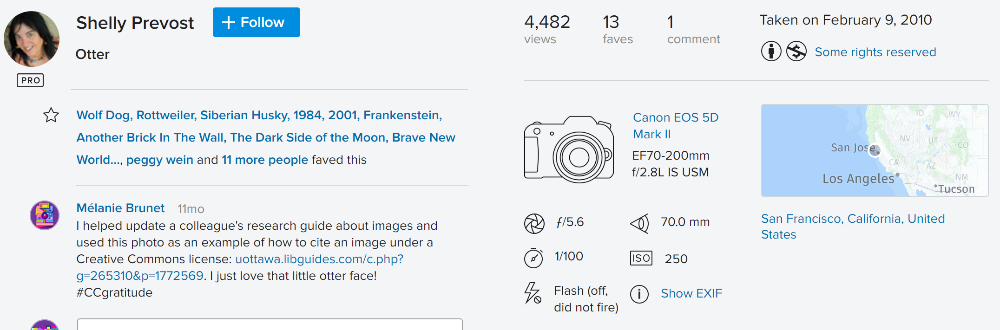 Shelly Prevost
+ Follow
Otter
PRO
Wolf Dog, Rottweiler, Siberian Husky, 1984, 2001, Frankenstein,
Another Brick In The Wall, The Dark Side of the Moon, Brave New
World..., peggy wein and 11 more people faved this
Mélanie Brunet 11mo
I helped update a colleague's research guide about images and
used this photo as an example of how to cite an image under a
Creative Commons license: uottawa.libguides.com/c.php?
g=265310&p=1772569. I just love that little otter face!
#CCgratitude
4,482 13 1
views faves comment
Taken on February 9, 2010
Some rights reserved
Canon EOS 5D
Mark II
EF70-200mm
f/2.8L IS USM
ƒ/5.6 70.0 mm
1/100 ISO 250
Flash (off,
did not fire)
Show EXIF
ID WY
NV UT CO
San Jose
CA AZ
NM
Los Angeles
Tucson
San Francisco, California, United
States